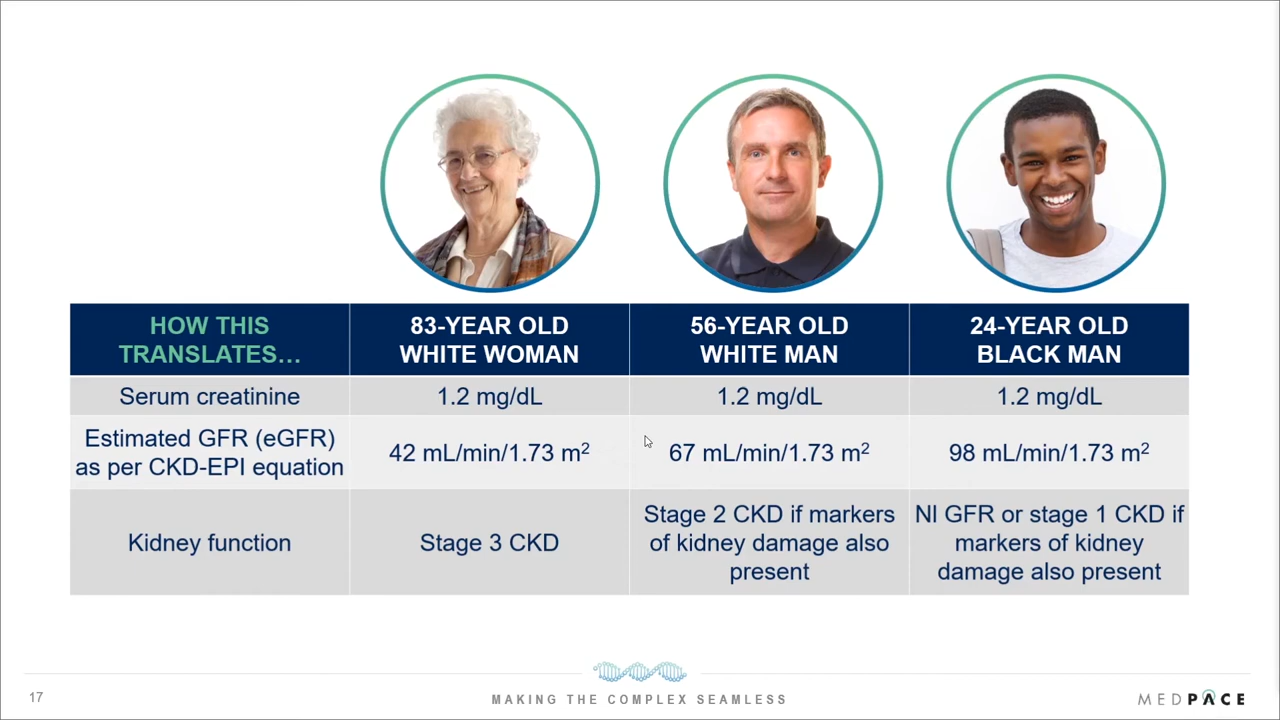 HOW THIS
TRANSLATES…
83-YEAR OLD
WHITE WOMAN
56-YEAR OLD
WHITE MAN
24-YEAR OLD
BLACK MAN
Serum creatinine
1.2 mg/dL
1.2 mg/dL
1.2 mg/dL
Estimated GFR (eGFR)
as per CKD-EPI equation
42 mL/min/1.73 m²
67 mL/min/1.73 m²
98 mL/min/1.73 m²
Kidney function
Stage 3 CKD
Stage 2 CKD if markers
of kidney damage also
present
Nl GFR or stage 1 CKD if
markers of kidney
damage also present
17
MAKING THE COMPLEX SEAMLESS
MEDPACE